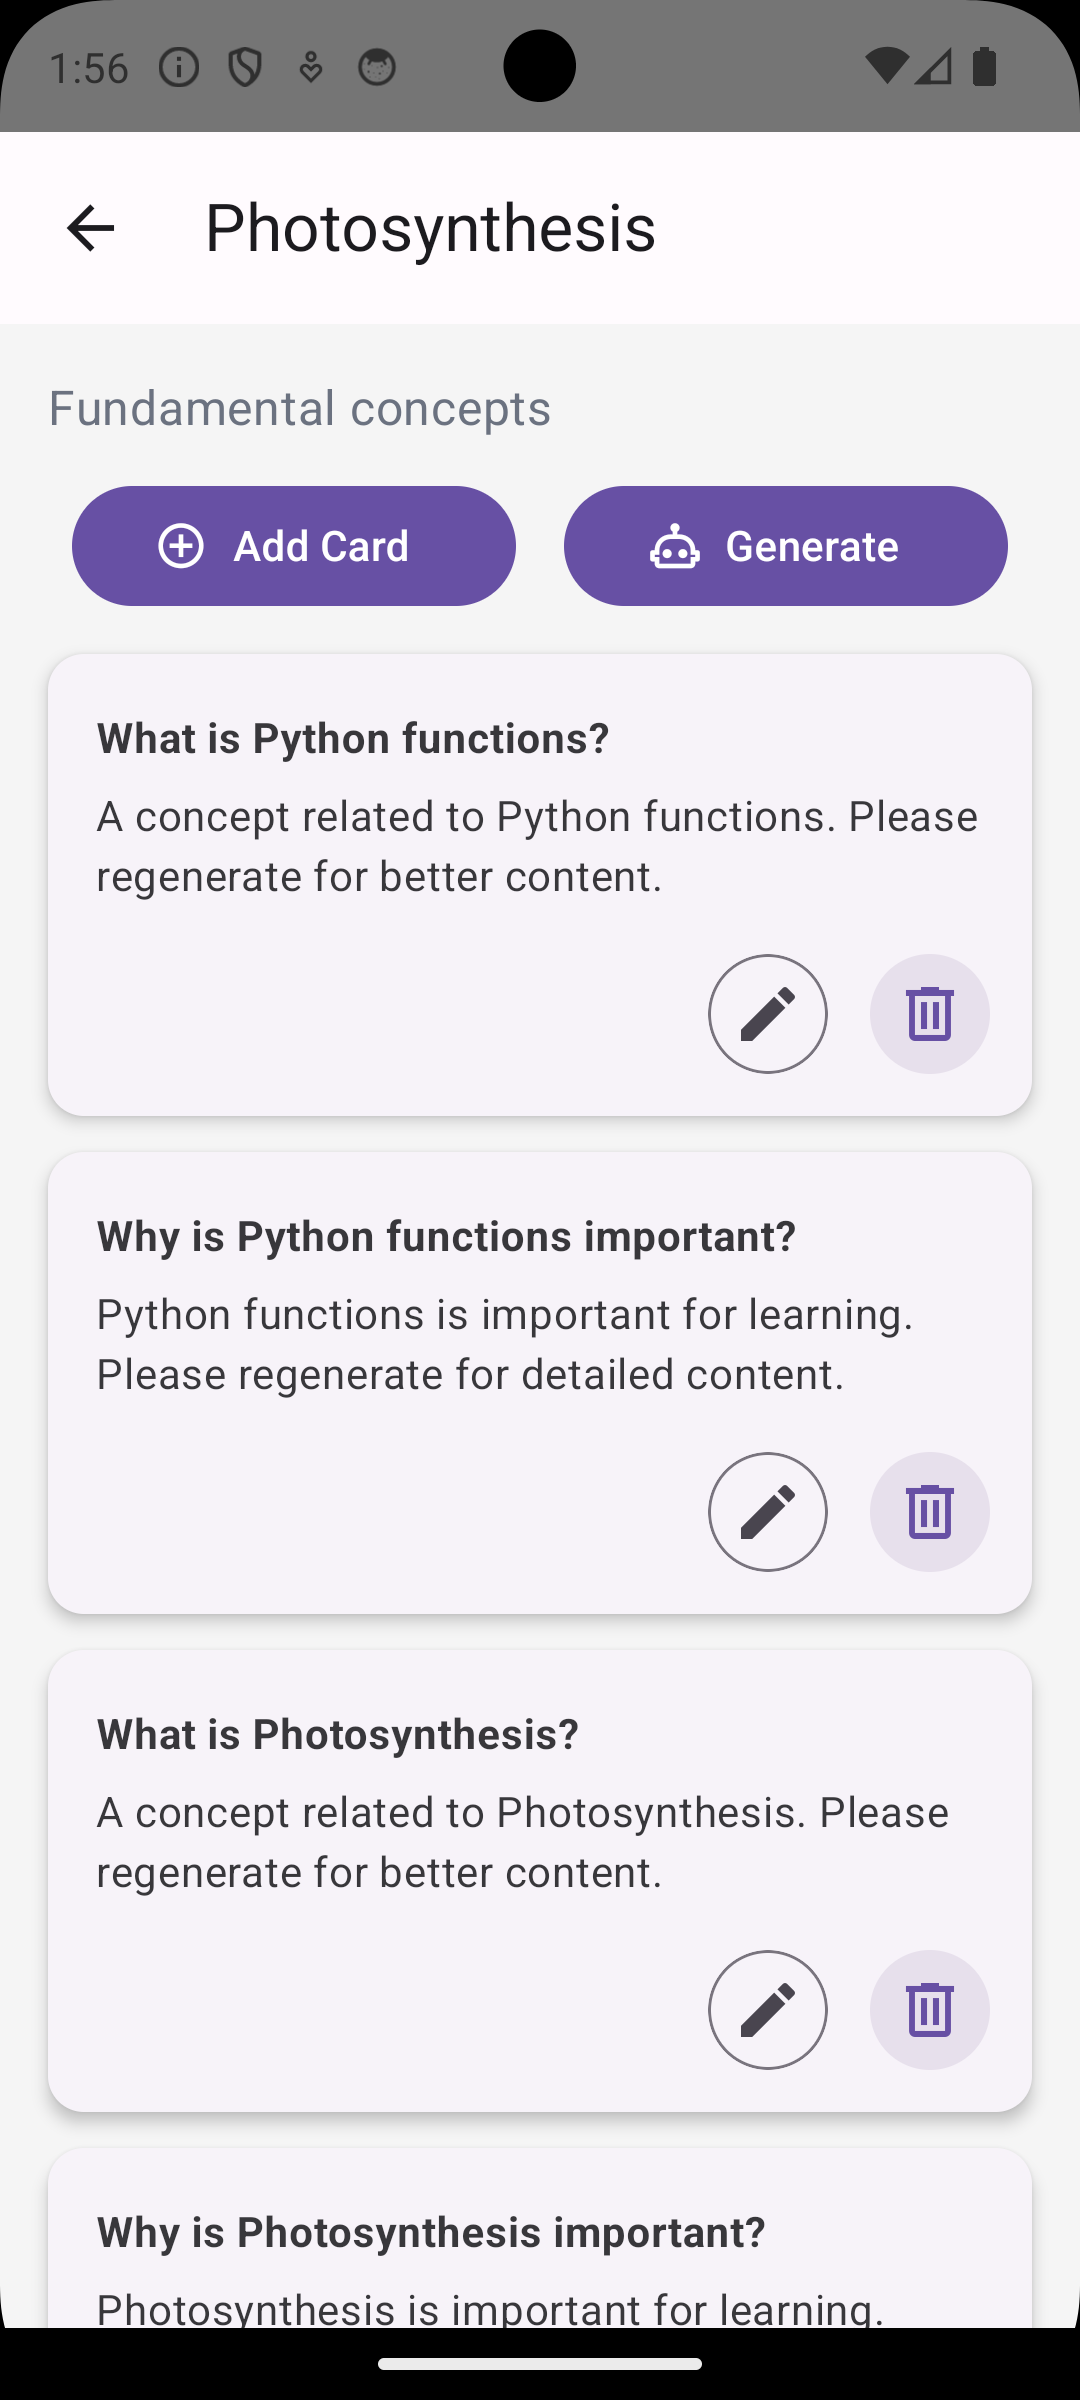 1:56
Photosynthesis
Fundamental concepts
Add Card
Generate
What is Python functions?
A concept related to Python functions. Please
regenerate for better content.
Why is Python functions important?
Python functions is important for learning.
Please regenerate for detailed content.
What is Photosynthesis?
A concept related to Photosynthesis. Please
regenerate for better content.
Why is Photosynthesis important?
Photosynthesis is important for learning.